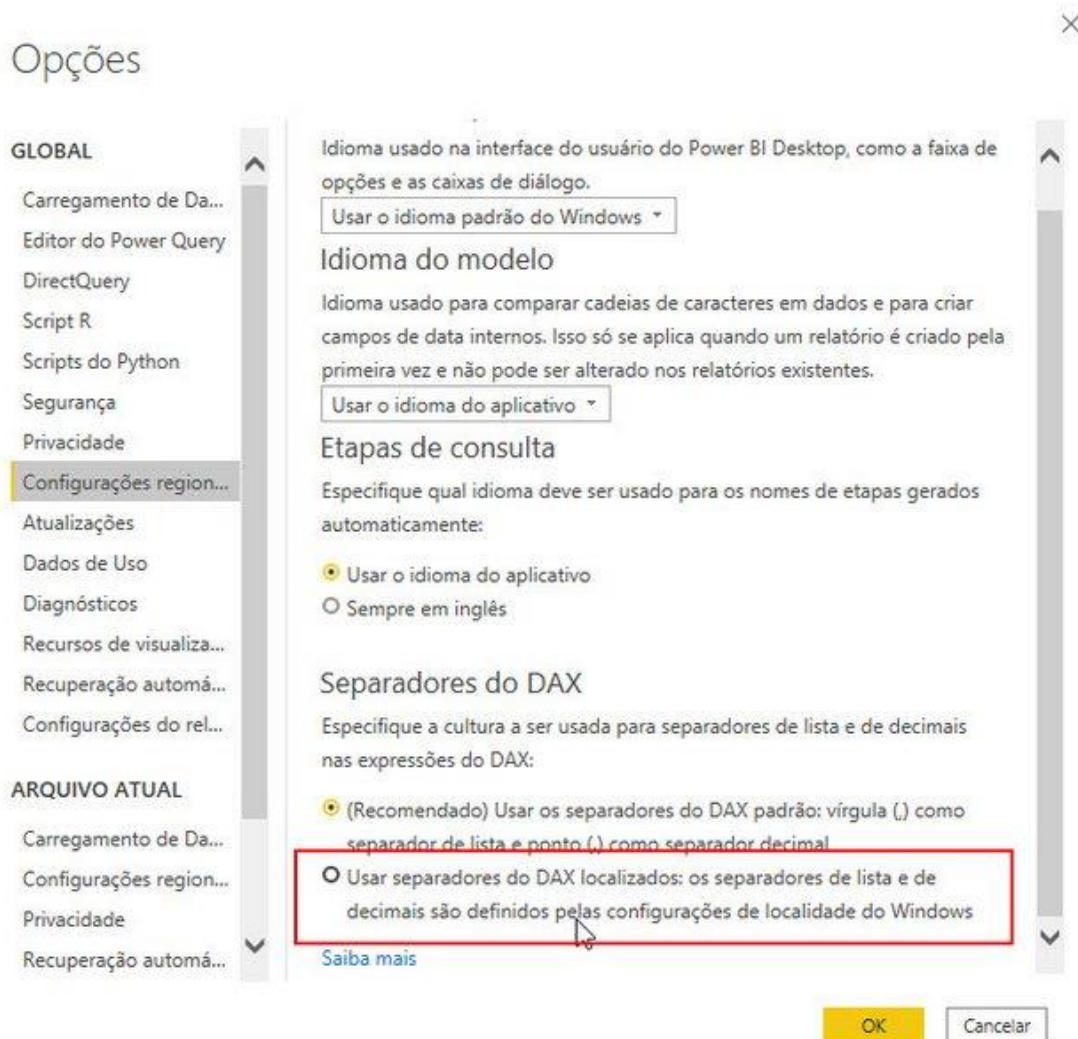 Opções
GLOBAL
Carregamento de Da...
Editor do Power Query
DirectQuery
Script R
Scripts do Python
Segurança
Privacidade
Configurações region...
Atualizações
Dados de Uso
Diagnósticos
Recursos de visualiza...
Recuperação automá...
Configurações do rel...
ARQUIVO ATUAL
Carregamento de Da...
Configurações region...
Privacidade
Recuperação automá...
Idioma usado na interface do usuário do Power BI Desktop, como a faixa de
opções e as caixas de diálogo.
Usar o idioma padrão do Windows
Idioma do modelo
Idioma usado para comparar cadeias de caracteres em dados e para criar
campos de data internos. Isso só se aplica quando um relatório é criado pela
primeira vez e não pode ser alterado nos relatórios existentes.
Usar o idioma do aplicativo
Etapas de consulta
Especifique qual idioma deve ser usado para os nomes de etapas gerados
automaticamente:
Usar o idioma do aplicativo
Sempre em inglês
Separadores do DAX
Especifique a cultura a ser usada para separadores de lista e de decimais
nas expressões do DAX:
(Recomendado) Usar os separadores do DAX padrão: vírgula (,) como
separador de lista e ponto (.) como separador decimal
Usar separadores do DAX localizados: os separadores de lista e de
decimais são definidos pelas configurações de localidade do Windows
Saiba mais
OK
Cancelar